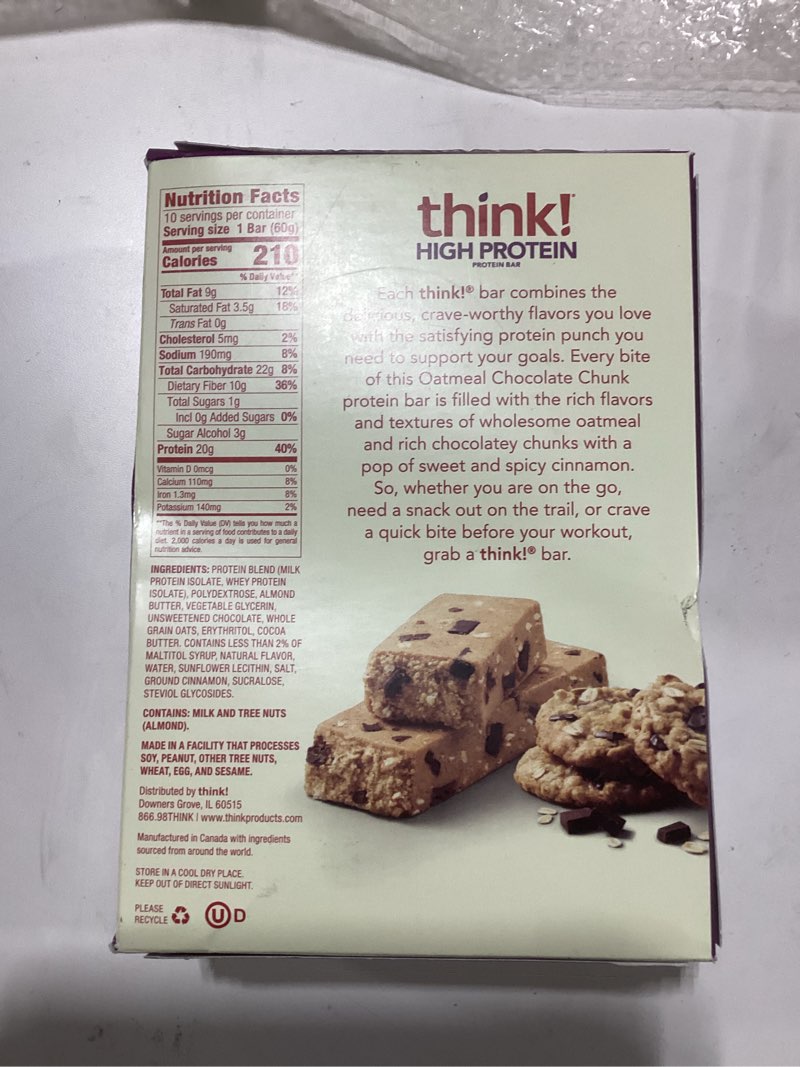 Nutrition Facts
10 servings per container
Serving size 1 Bar (60g)
Amount per serving
Calories 210
% Daily Value**
Total Fat 9g 12%
Saturated Fat 3.5g 18%
Trans Fat 0g
Cholesterol 5mg 2%
Sodium 190mg 8%
Total Carbohydrate 22g 8%
Dietary Fiber 10g 36%
Total Sugars 1g
Incl 0g Added Sugars 0%
Sugar Alcohol 3g
Protein 20g 40%
Vitamin D 0mcg 0%
Calcium 110mg 8%
Iron 1.3mg 8%
Potassium 140mg 2%
**The % Daily Value (DV) tells you how much a
nutrient in a serving of food contributes to a daily
diet. 2,000 calories a day is used for general
nutrition advice.
INGREDIENTS: PROTEIN BLEND (MILK
PROTEIN ISOLATE, WHEY PROTEIN
ISOLATE), POLYDEXTROSE, ALMOND
BUTTER, VEGETABLE GLYCERIN,
UNSWEETENED CHOCOLATE, WHOLE
GRAIN OATS, ERYTHRITOL, COCOA
BUTTER. CONTAINS LESS THAN 2% OF
MALTITOL SYRUP, NATURAL FLAVOR,
WATER, SUNFLOWER LECITHIN, SALT,
GROUND CINNAMON, SUCRALOSE,
STEVIOL GLYCOSIDES.
CONTAINS: MILK AND TREE NUTS
(ALMOND).
MADE IN A FACILITY THAT PROCESSES
SOY, PEANUT, OTHER TREE NUTS,
WHEAT, EGG, AND SESAME.
Distributed by think!
Downers Grove, IL 60515
866.98THINK | www.thinkproducts.com
Manufactured in Canada with ingredients
sourced from around the world.
STORE IN A COOL DRY PLACE.
KEEP OUT OF DIRECT SUNLIGHT.
PLEASE
RECYCLE
U D
think!
HIGH PROTEIN
PROTEIN BAR
Each think!® bar combines the
delicious, crave-worthy flavors you love
with the satisfying protein punch you
need to support your goals. Every bite
of this Oatmeal Chocolate Chunk
protein bar is filled with the rich flavors
and textures of wholesome oatmeal
and rich chocolatey chunks with a
pop of sweet and spicy cinnamon.
So, whether you are on the go,
need a snack out on the trail, or crave
a quick bite before your workout,
grab a think!® bar.